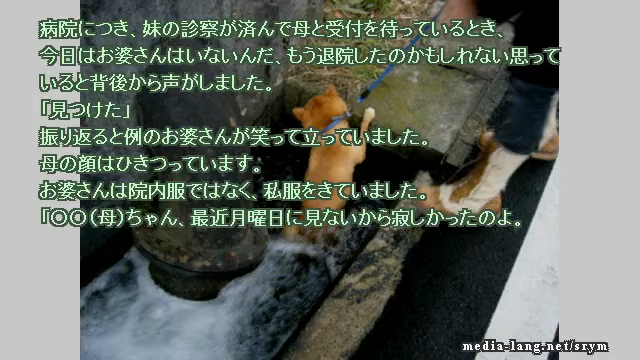 病院につき、妹の診察が済んで母と受付を待っているとき、
今日はお婆さんはいないんだ、もう退院したのかもしれない思って
いると背後から声がしました。
「見つけた」
振り返ると例のお婆さんが笑って立っていました。
母の顔はひきつっています。
お婆さんは院内服ではなく、私服をきていました。
「○○（母）ちゃん、最近月曜日に見ないから寂しかったのよ。
media-lang.net/srym